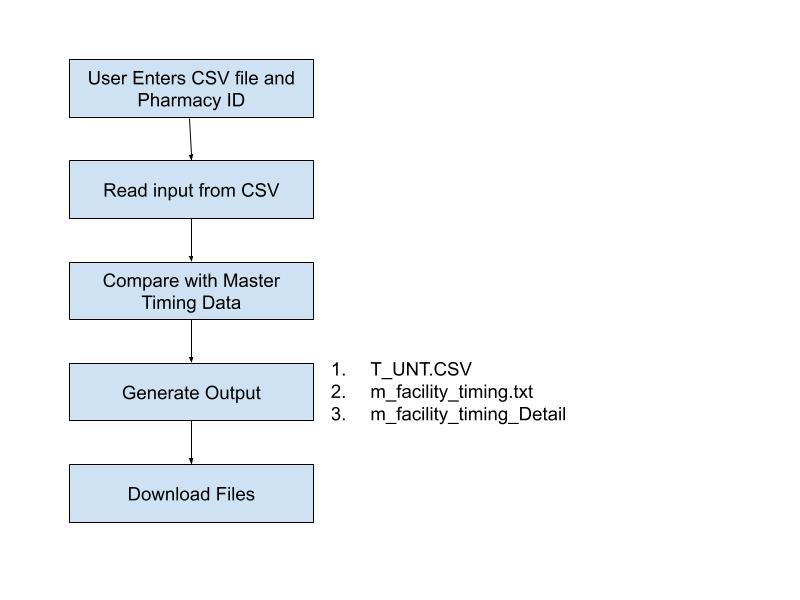 User Enters CSV file and
Pharmacy ID
Read input from CSV
Compare with Master
Timing Data
Generate Output
1. T_UNT.CSV
2. m_facility_timing.txt
3. m_facility_timing_Detail
Download Files